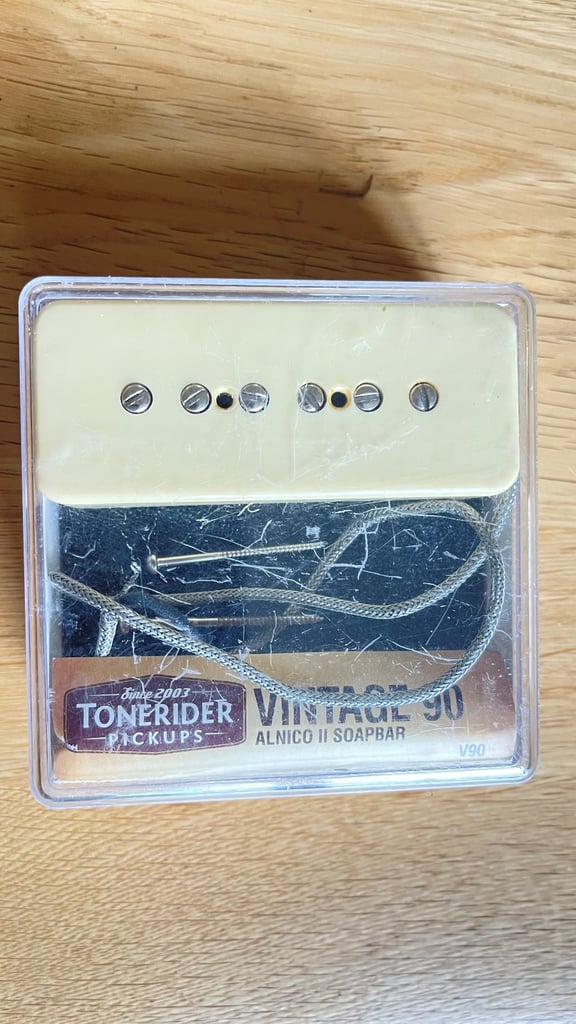 Since 2003
TONERIDER
PICKUPS
VINTAGE 90
ALNICO II SOAPBAR
V90